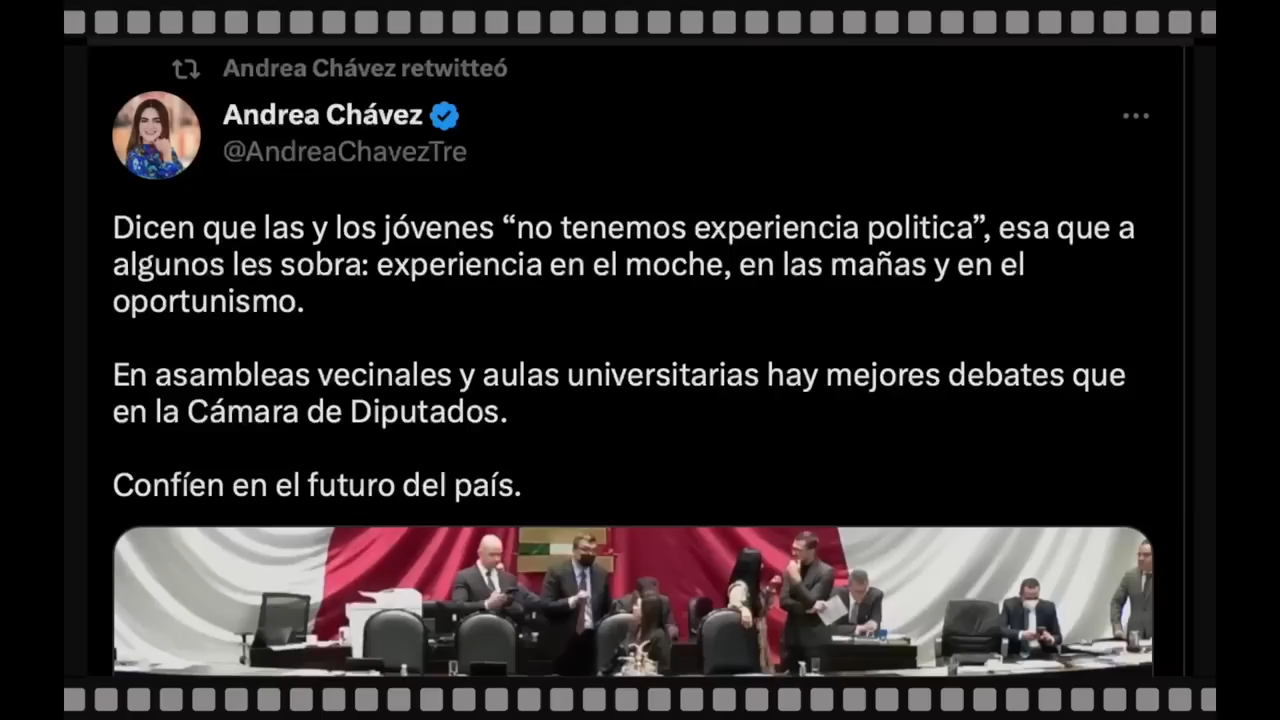 Andrea Chávez retwitteó
Andrea Chávez
@AndreaChavezTre
Dicen que las y los jóvenes “no tenemos experiencia politica”, esa que a
algunos les sobra: experiencia en el moche, en las mañas y en el
oportunismo.
En asambleas vecinales y aulas universitarias hay mejores debates que
en la Cámara de Diputados.
Confíen en el futuro del país.